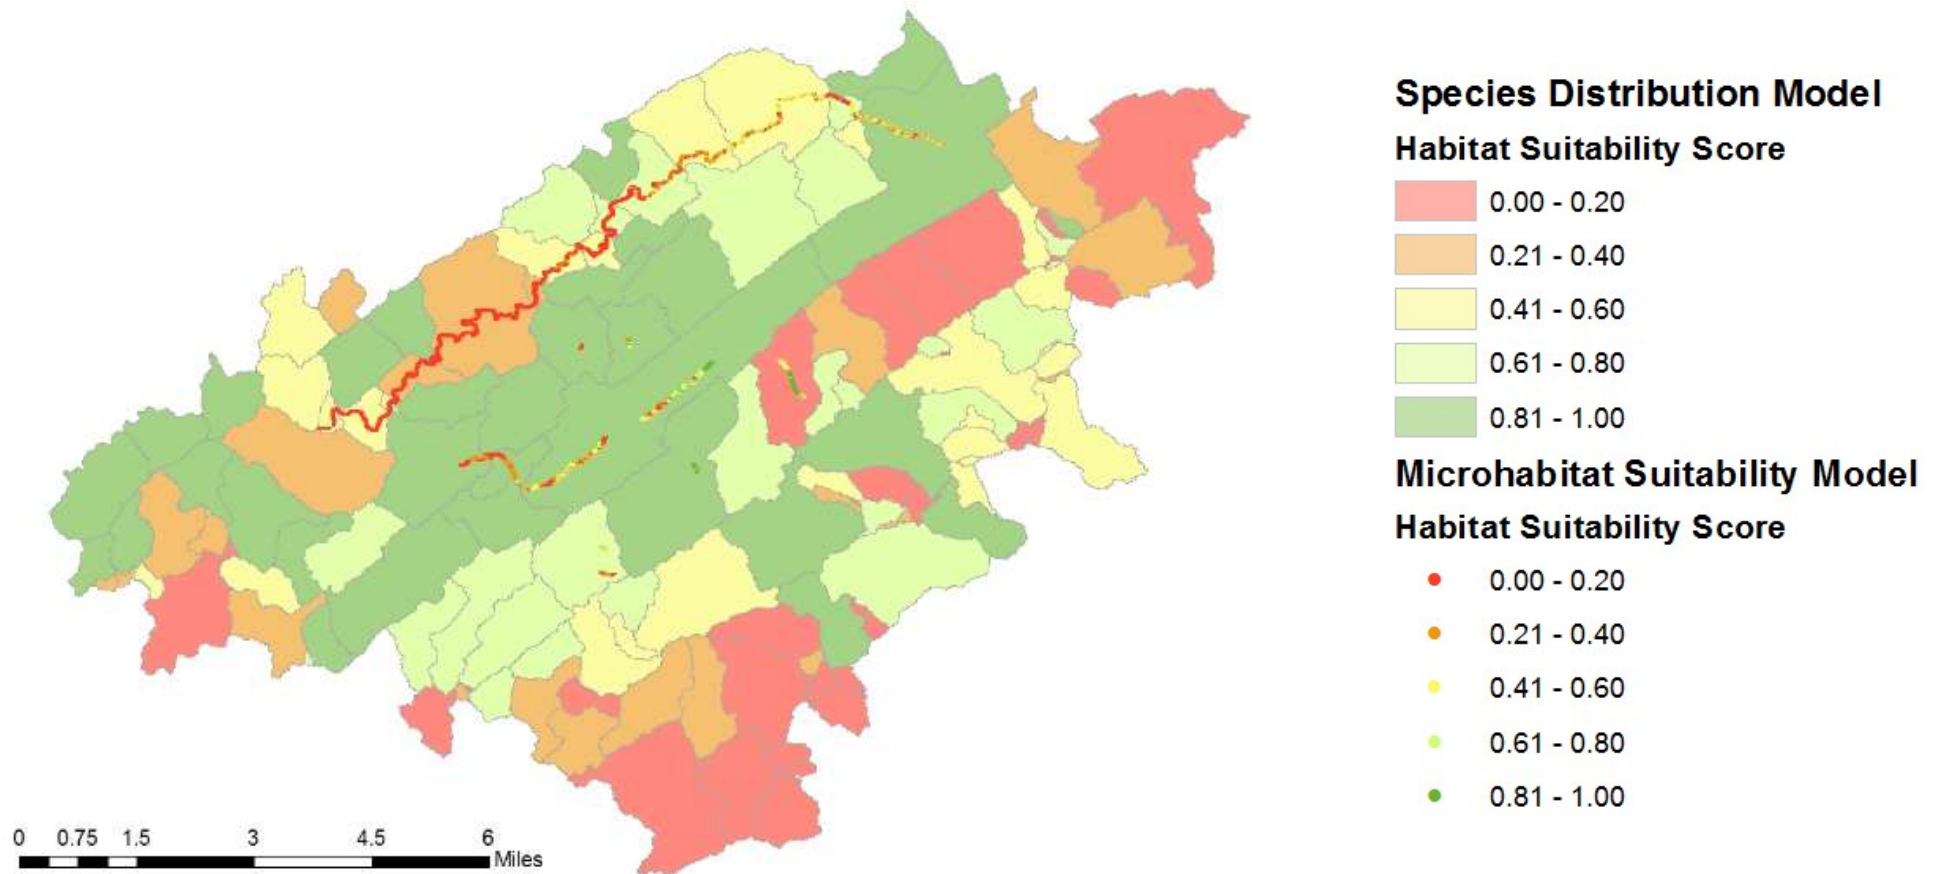 Species Distribution Model
Habitat Suitability Score
0.00 - 0.20
0.21 - 0.40
0.41 - 0.60
0.61 - 0.80
0.81 - 1.00
Microhabitat Suitability Model
Habitat Suitability Score
0.00 - 0.20
0.21 - 0.40
0.41 - 0.60
0.61 - 0.80
0.81 - 1.00
0 0.75 1.5 3 4.5 6
Miles